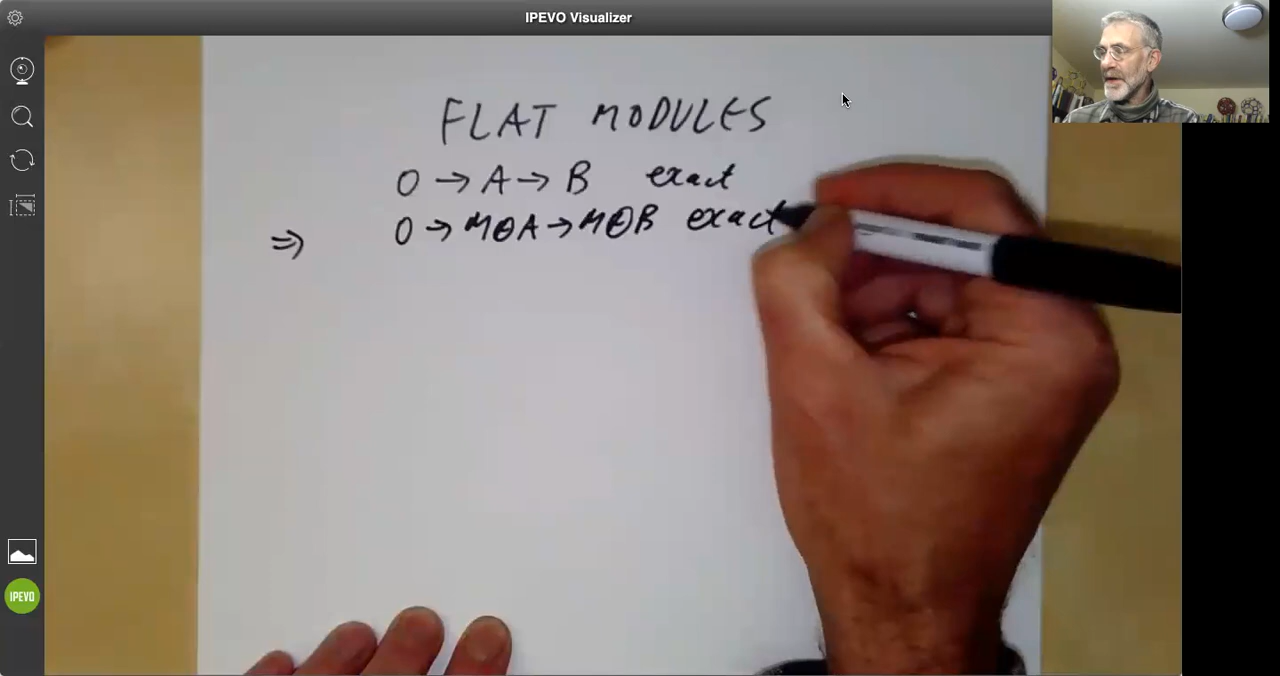 IPEVO Visualizer
FLAT MODULES
0 → A → B exact
⇒ 0 → M⊗A → M⊗B exact
IPEVO